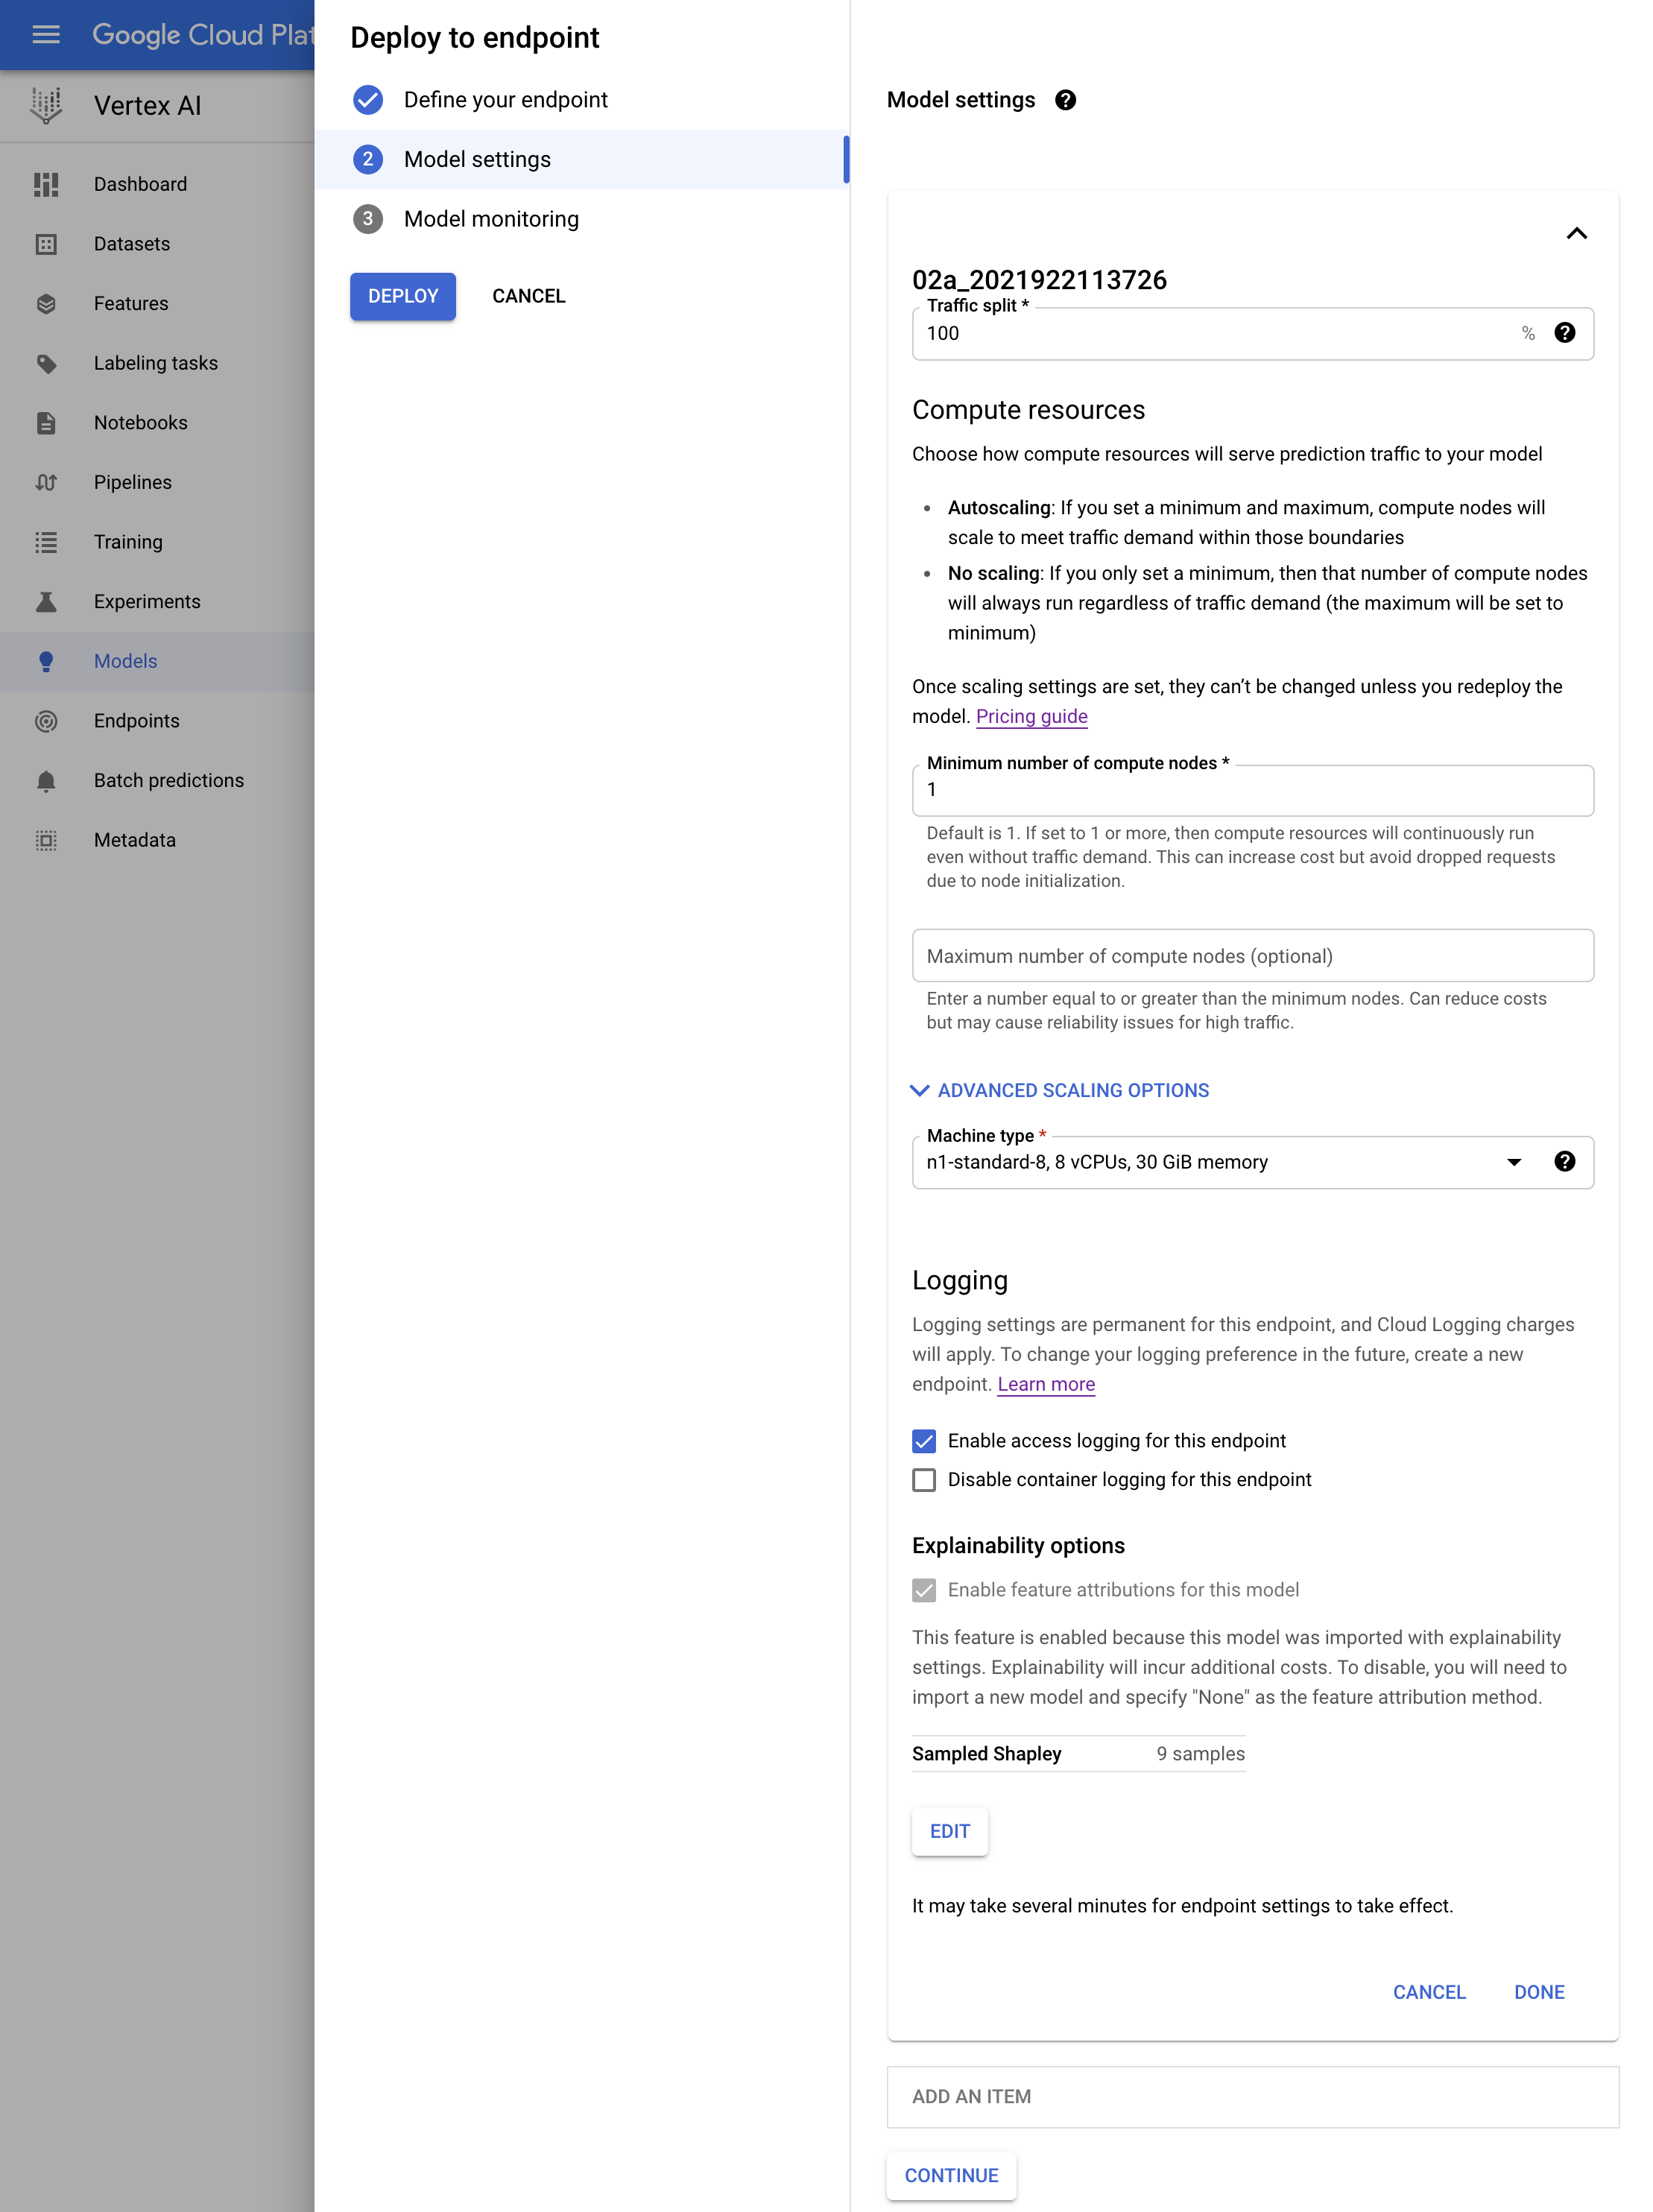 Google Cloud Plat
Vertex AI
Dashboard
Datasets
Features
Labeling tasks
Notebooks
Pipelines
Training
Experiments
Models
Endpoints
Batch predictions
Metadata
Deploy to endpoint
Define your endpoint
2 Model settings
3 Model monitoring
DEPLOY CANCEL
Model settings ?
02a_2021922113726
Traffic split *
100 % ?
Compute resources
Choose how compute resources will serve prediction traffic to your model
• Autoscaling: If you set a minimum and maximum, compute nodes will
scale to meet traffic demand within those boundaries
• No scaling: If you only set a minimum, then that number of compute nodes
will always run regardless of traffic demand (the maximum will be set to
minimum)
Once scaling settings are set, they can’t be changed unless you redeploy the
model. Pricing guide
Minimum number of compute nodes *
1
Default is 1. If set to 1 or more, then compute resources will continuously run
even without traffic demand. This can increase cost but avoid dropped requests
due to node initialization.
Maximum number of compute nodes (optional)
Enter a number equal to or greater than the minimum nodes. Can reduce costs
but may cause reliability issues for high traffic.
ADVANCED SCALING OPTIONS
Machine type *
n1-standard-8, 8 vCPUs, 30 GiB memory ?
Logging
Logging settings are permanent for this endpoint, and Cloud Logging charges
will apply. To change your logging preference in the future, create a new
endpoint. Learn more
Enable access logging for this endpoint
Disable container logging for this endpoint
Explainability options
Enable feature attributions for this model
This feature is enabled because this model was imported with explainability
settings. Explainability will incur additional costs. To disable, you will need to
import a new model and specify "None" as the feature attribution method.
Sampled Shapley 9 samples
EDIT
It may take several minutes for endpoint settings to take effect.
CANCEL DONE
ADD AN ITEM
CONTINUE